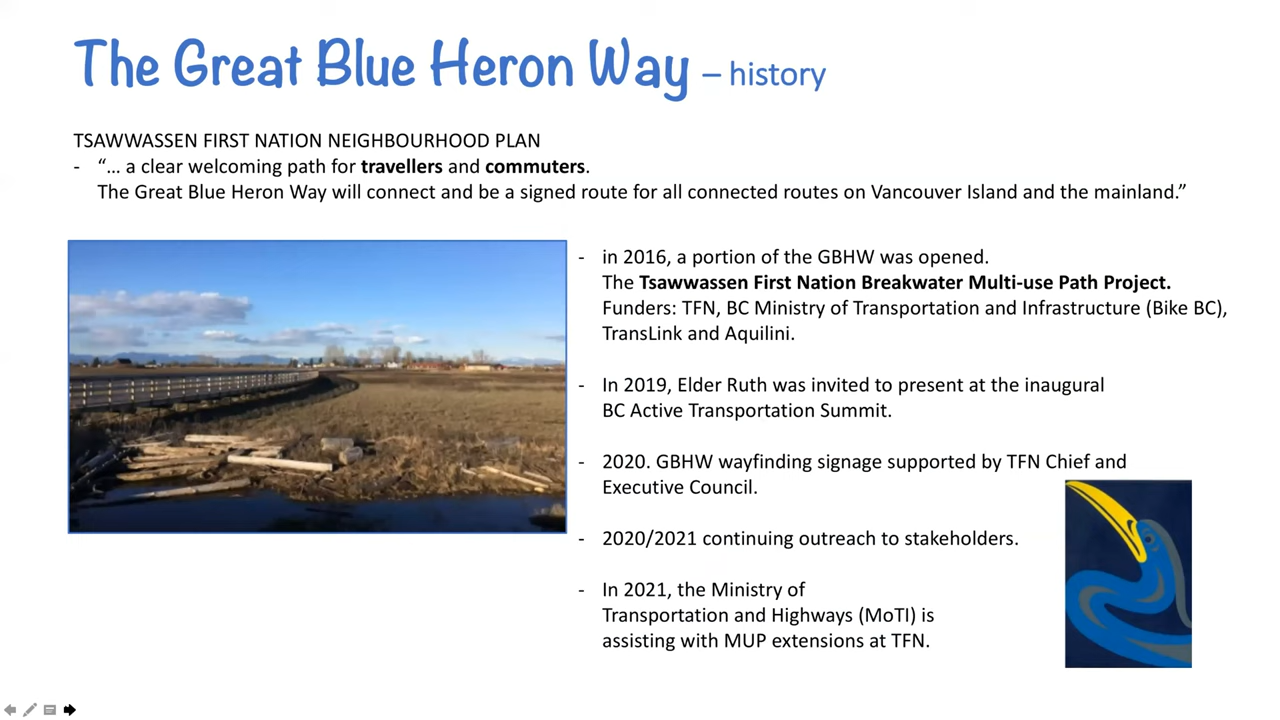 The Great Blue Heron Way – history
TSAWWASSEN FIRST NATION NEIGHBOURHOOD PLAN
- “... a clear welcoming path for travellers and commuters.
The Great Blue Heron Way will connect and be a signed route for all connected routes on Vancouver Island and the mainland.”
- in 2016, a portion of the GBHW was opened.
The Tsawwassen First Nation Breakwater Multi-use Path Project.
Funders: TFN, BC Ministry of Transportation and Infrastructure (Bike BC),
TransLink and Aquilini.
- In 2019, Elder Ruth was invited to present at the inaugural
BC Active Transportation Summit.
- 2020. GBHW wayfinding signage supported by TFN Chief and
Executive Council.
- 2020/2021 continuing outreach to stakeholders.
- In 2021, the Ministry of
Transportation and Highways (MoTI) is
assisting with MUP extensions at TFN.